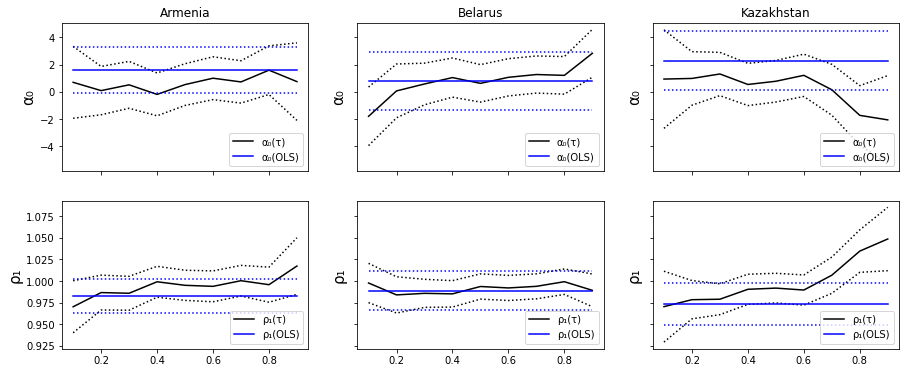 Armenia Belarus Kazakhstan
4
2
0
−2
−4
α₀ α₀ α₀
α₀(τ) α₀(τ) α₀(τ)
α₀(OLS) α₀(OLS) α₀(OLS)
1.075
1.050
1.025
1.000
0.975
0.950
0.925
ρ₁ ρ₁ ρ₁
ρ₁(τ) ρ₁(τ) ρ₁(τ)
ρ₁(OLS) ρ₁(OLS) ρ₁(OLS)
0.2 0.4 0.6 0.8 0.2 0.4 0.6 0.8 0.2 0.4 0.6 0.8